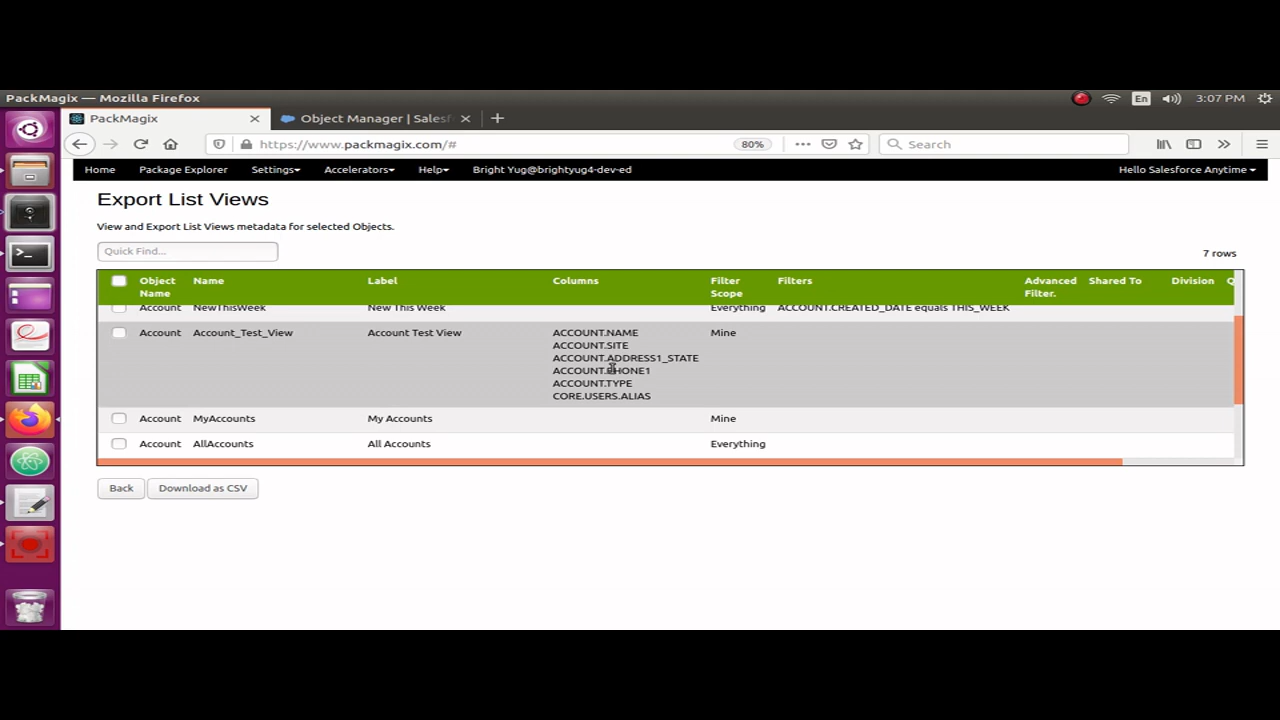 PackMagix — Mozilla Firefox
En
3:07 PM
PackMagix
Object Manager | Salesf
https://www.packmagix.com/#
80%
Search
Home Package Explorer Settings Accelerators Help Bright Yug@brightyug4-dev-ed Hello Salesforce Anytime
Export List Views
View and Export List Views metadata for selected Objects.
Quick Find...
7 rows
Object Name Name Label Columns Filter Scope Filters Advanced Filter. Shared To Division Q
Account NewThisWeek New This Week Everything ACCOUNT.CREATED_DATE equals THIS_WEEK
Account Account_Test_View Account Test View ACCOUNT.NAME Mine
ACCOUNT.SITE
ACCOUNT.ADDRESS1_STATE
ACCOUNT.PHONE1
ACCOUNT.TYPE
CORE.USERS.ALIAS
Account MyAccounts My Accounts Mine
Account AllAccounts All Accounts Everything
Back Download as CSV